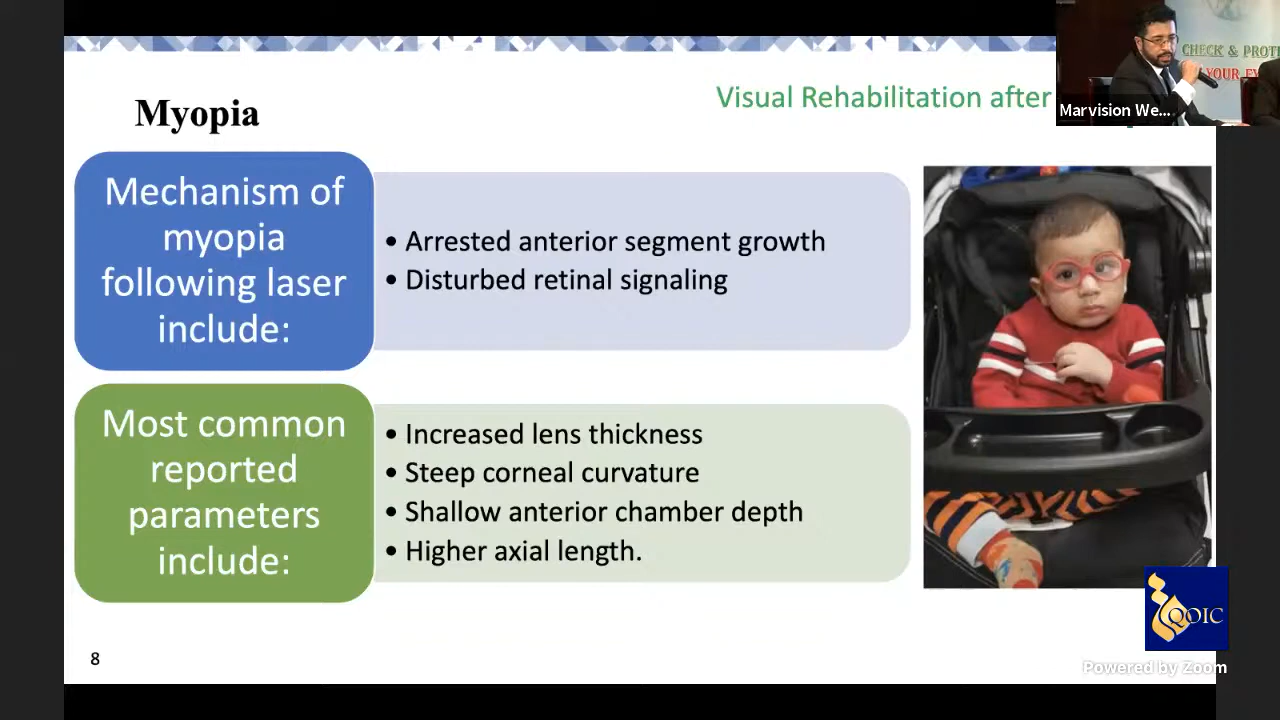 Visual Rehabilitation after
Myopia
Mechanism of
myopia
following laser
include:
• Arrested anterior segment growth
• Disturbed retinal signaling
Most common
reported
parameters
include:
• Increased lens thickness
• Steep corneal curvature
• Shallow anterior chamber depth
• Higher axial length.
8
CHECK &
YOUR
Marvision We...
QOIC
Powered by Zoom